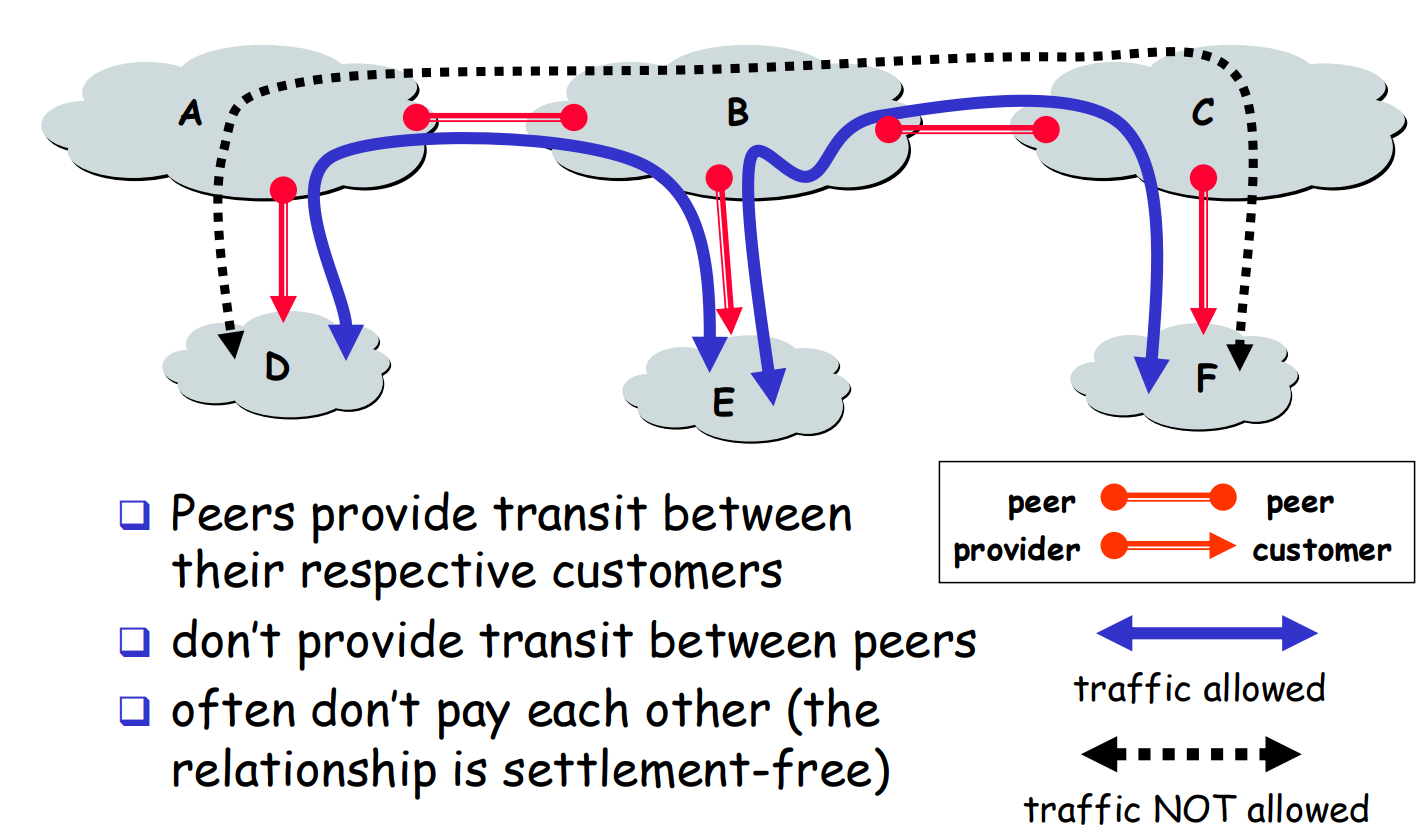 A
B
C
D
E
F
Peers provide transit between
their respective customers
don't provide transit between peers
often don't pay each other (the
relationship is settlement-free)
peer peer
provider customer
traffic allowed
traffic NOT allowed